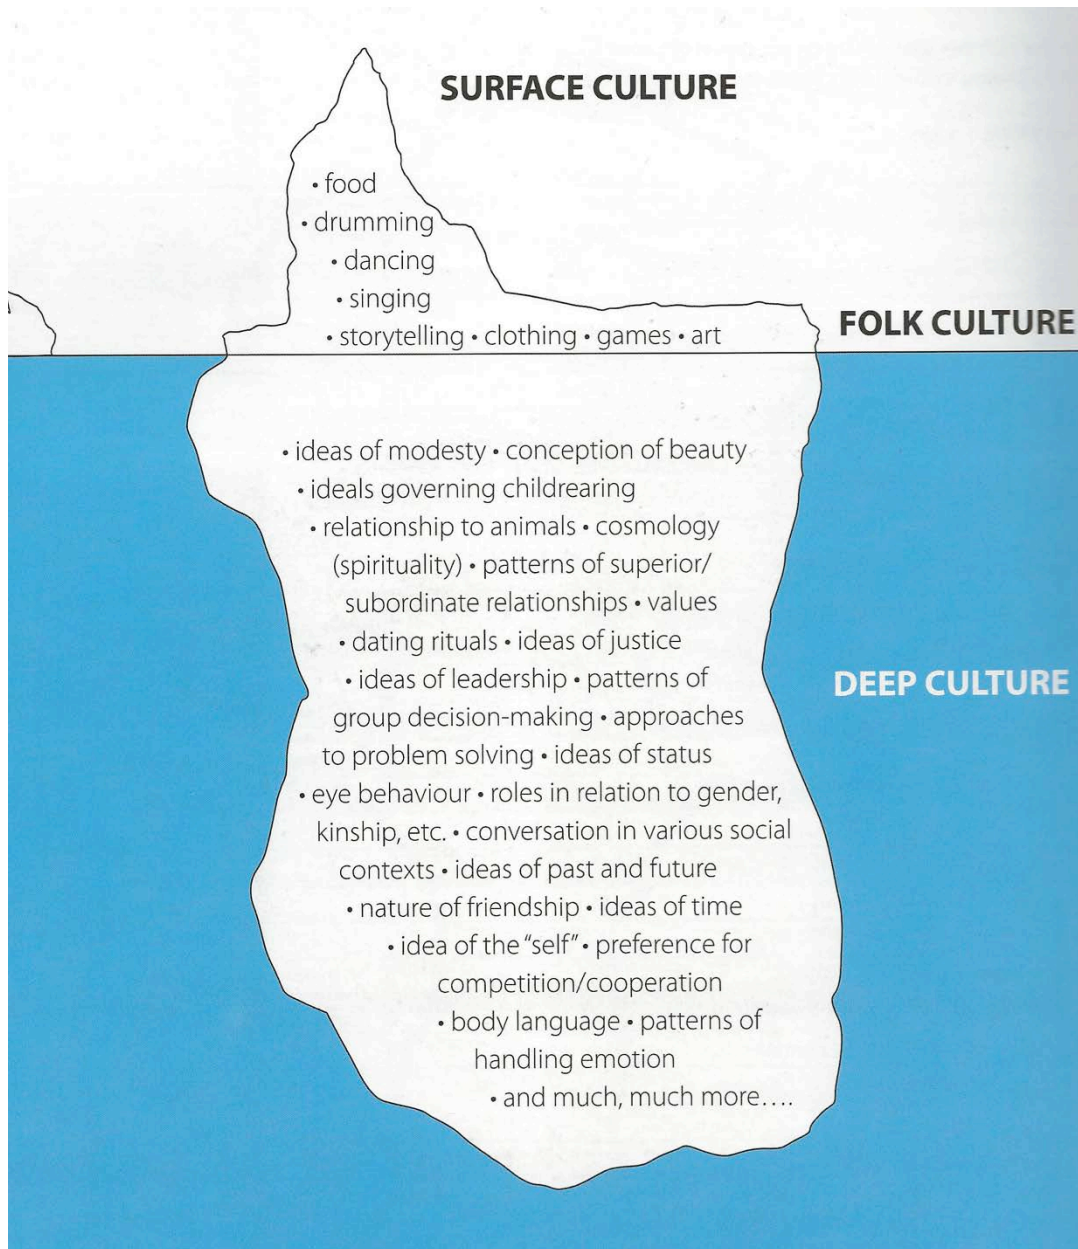 SURFACE CULTURE
• food
• drumming
• dancing
• singing
• storytelling • clothing • games • art
FOLK CULTURE
• ideas of modesty • conception of beauty
• ideals governing childrearing
• relationship to animals • cosmology
(spirituality) • patterns of superior/
subordinate relationships • values
• dating rituals • ideas of justice
• ideas of leadership • patterns of
DEEP CULTURE
group decision-making • approaches
to problem solving • ideas of status
• eye behaviour • roles in relation to gender,
kinship, etc. • conversation in various social
contexts • ideas of past and future
• nature of friendship • ideas of time
• idea of the “self” • preference for
competition/cooperation
• body language • patterns of
handling emotion
• and much, much more….